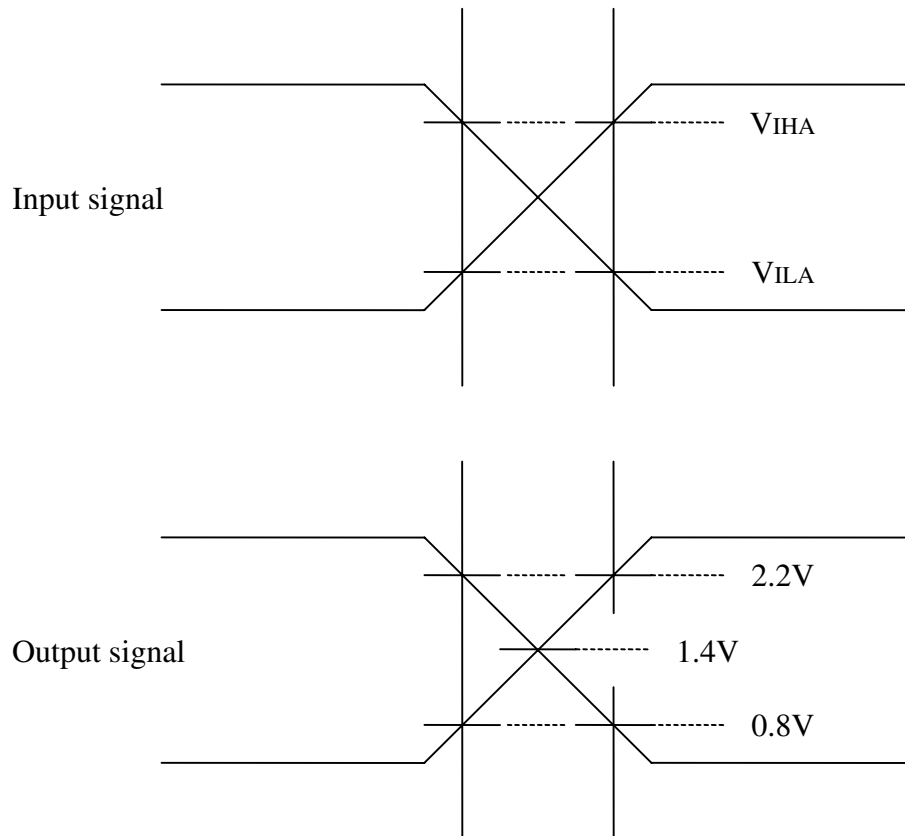 VIHA
Input signal
VILA
2.2V
Output signal
1.4V
0.8V